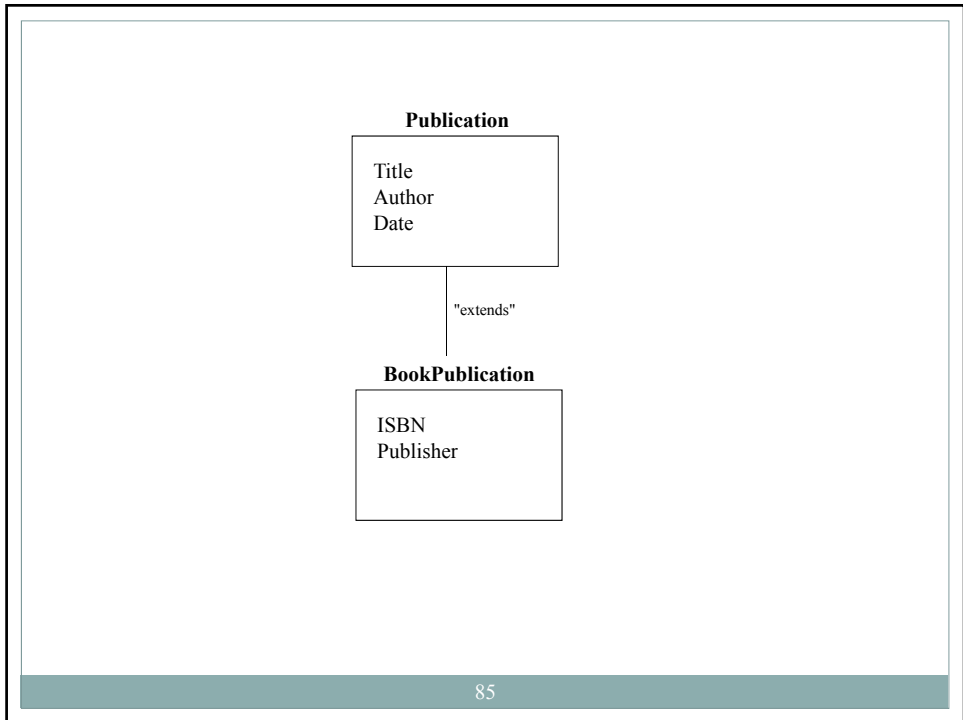 Publication
Title
Author
Date
"extends"
BookPublication
ISBN
Publisher
85